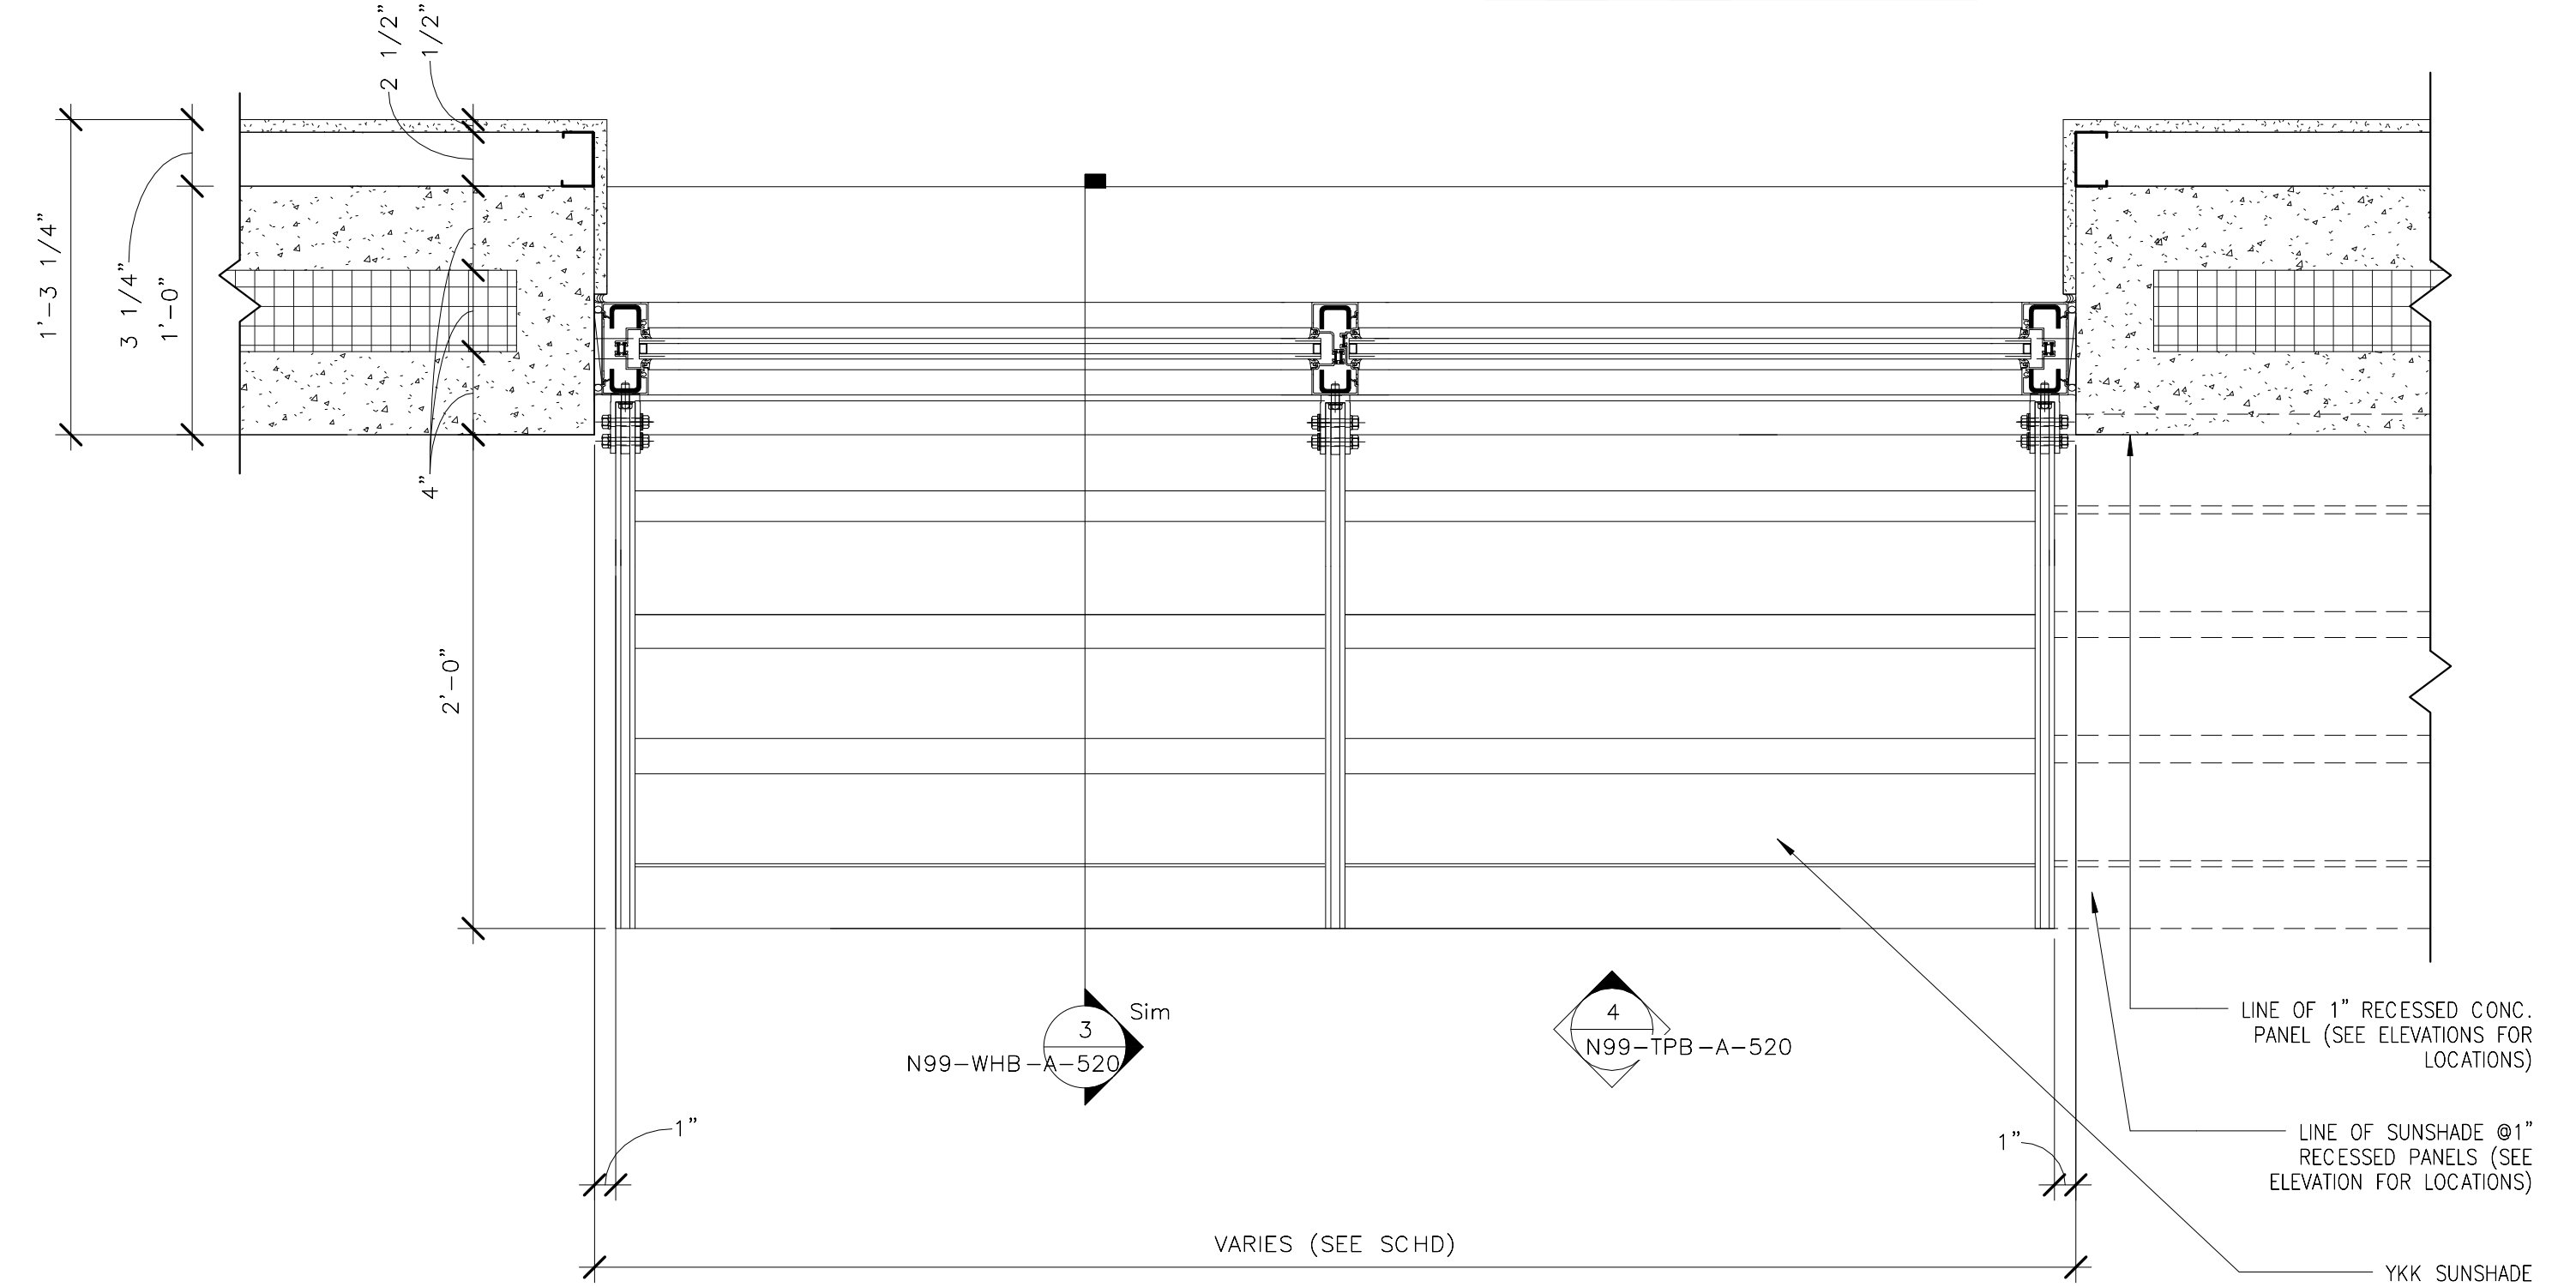 2 1/2"
1/2"
1'-3 1/4"
3 1/4"
1'-0"
4"
2'-0"
3
Sim
N99-WHB-A-520
4
N99-TPB-A-520
LINE OF 1" RECESSED CONC.
PANEL (SEE ELEVATIONS FOR
LOCATIONS)
1"
1"
LINE OF SUNSHADE @1"
RECESSED PANELS (SEE
ELEVATION FOR LOCATIONS)
VARIES (SEE SCHD)
YKK SUNSHADE